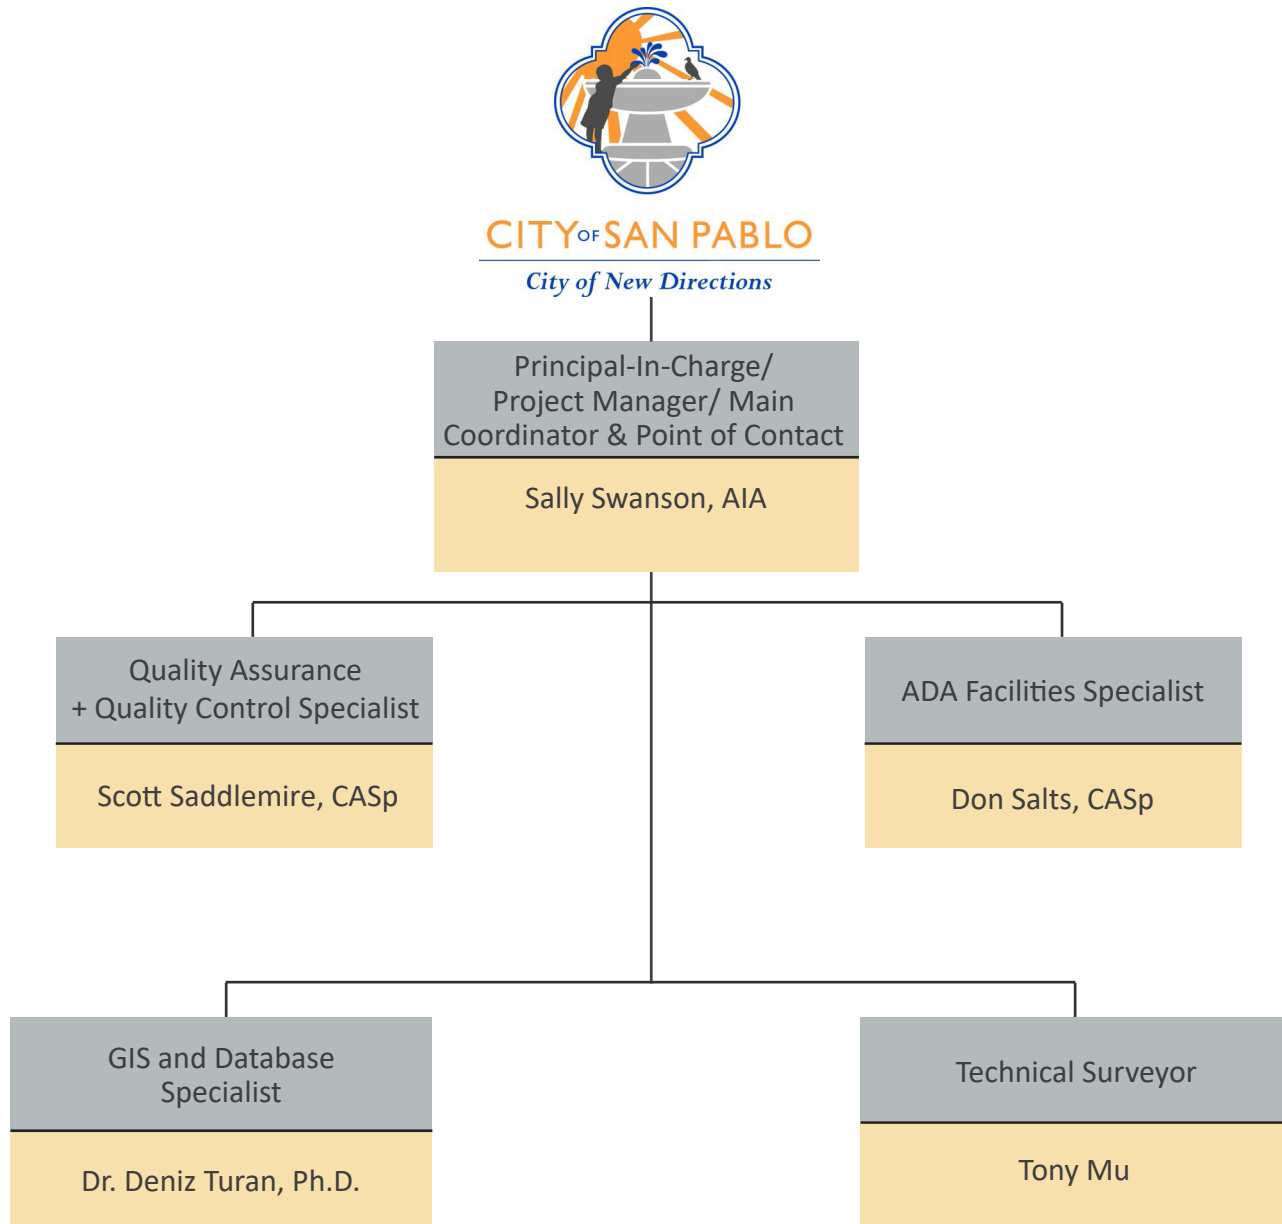 CITY OF SAN PABLO
City of New Directions
Principal-In-Charge/
Project Manager/ Main
Coordinator & Point of Contact
Sally Swanson, AIA
Quality Assurance
+ Quality Control Specialist
Scott Saddlemire, CASp
ADA Facilities Specialist
Don Salts, CASp
GIS and Database
Specialist
Dr. Deniz Turan, Ph.D.
Technical Surveyor
Tony Mu